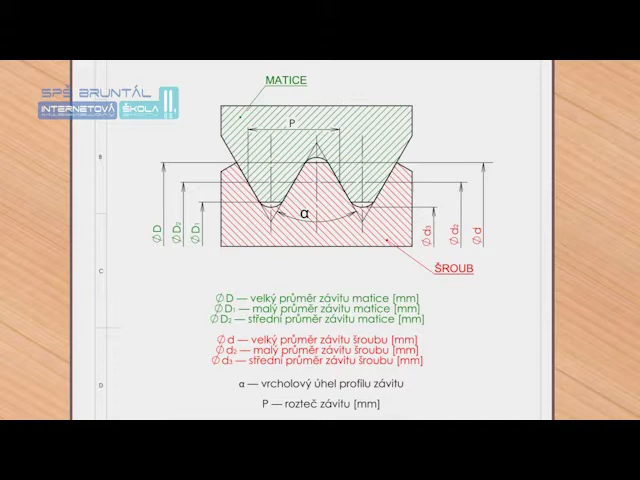 SPŠ BRUNTÁL
INTERNETOVÁ ŠKOLA II.
MATICE
P
B
α
∅D
∅D2
∅D1
∅d3
∅d2
∅d
ŠROUB
C
∅D — velký průměr závitu matice [mm]
∅D1 — malý průměr závitu matice [mm]
∅D2 — střední průměr závitu matice [mm]
∅d — velký průměr závitu šroubu [mm]
∅d2 — malý průměr závitu šroubu [mm]
∅d3 — střední průměr závitu šroubu [mm]
α — vrcholový úhel profilu závitu
D
P — rozteč závitu [mm]